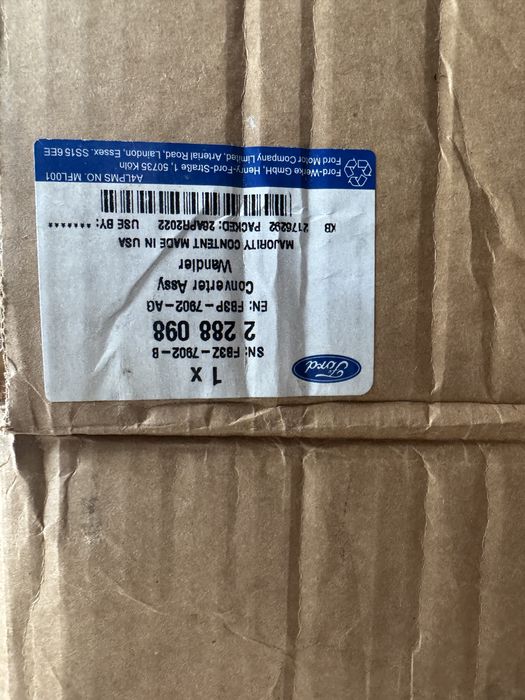 Ford
1 x
SN: FB3Z-7902-B
2 288 098
EN: FB3P-7902-AG
Converter Assy
Wandler
MAJORITY CONTENT MADE IN USA
KB 2176292 PACKED: 28APR2022 USE BY: ******
A4LPMS NO. MFL001
Ford-Werke GmbH, Henry-Ford-Straße 1, 50735 Köln
Ford Motor Company Limited, Arterial Road, Laindon, Essex. SS15 6EE